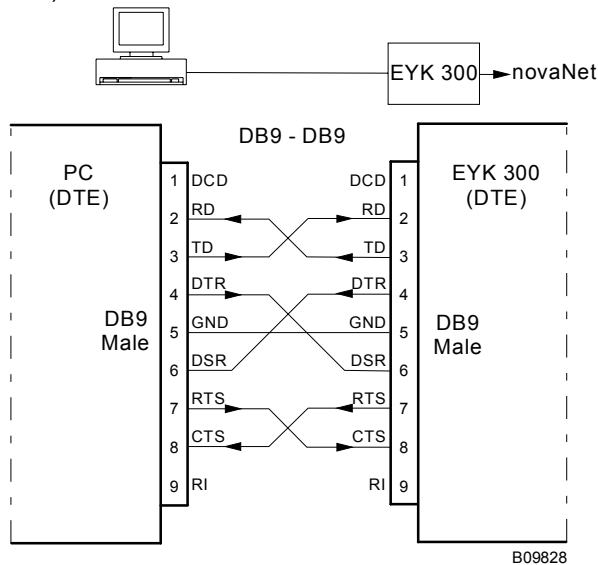 EYK 300 novaNet
DB9 - DB9
PC
(DTE)
EYK 300
(DTE)
DB9
Male
DB9
Male
1 DCD DCD 1
2 RD RD 2
3 TD TD 3
4 DTR DTR 4
5 GND GND 5
6 DSR DSR 6
7 RTS RTS 7
8 CTS CTS 8
9 RI RI 9
B09828